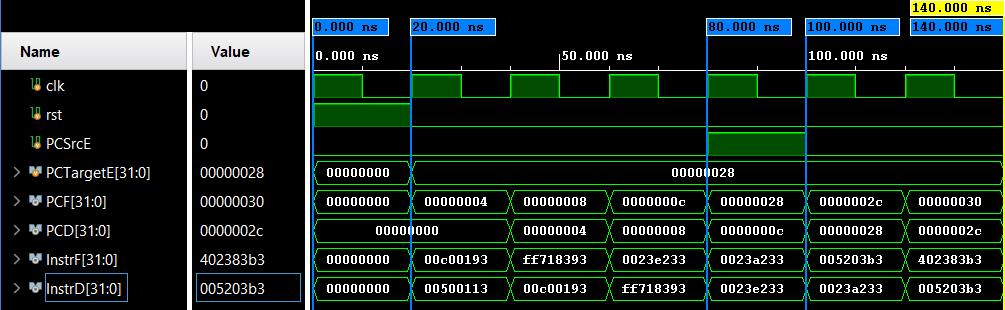 140.000 ns
0.000 ns 20.000 ns 80.000 ns 100.000 ns 140.000 ns
Name Value 0.000 ns 50.000 ns 100.000 ns
clk 0
rst 0
PCSrcE 0
PCTargetE[31:0] 00000028 00000000 00000028
PCF[31:0] 00000030 00000000 00000004 00000008 0000000c 00000028 0000002c 00000030
PCD[31:0] 0000002c 00000000 00000004 00000008 0000000c 00000028 0000002c
InstrF[31:0] 402383b3 00000000 00c00193 ff718393 0023e233 0023a233 005203b3 402383b3
InstrD[31:0] 005203b3 00000000 00500113 00c00193 ff718393 0023e233 0023a233 005203b3